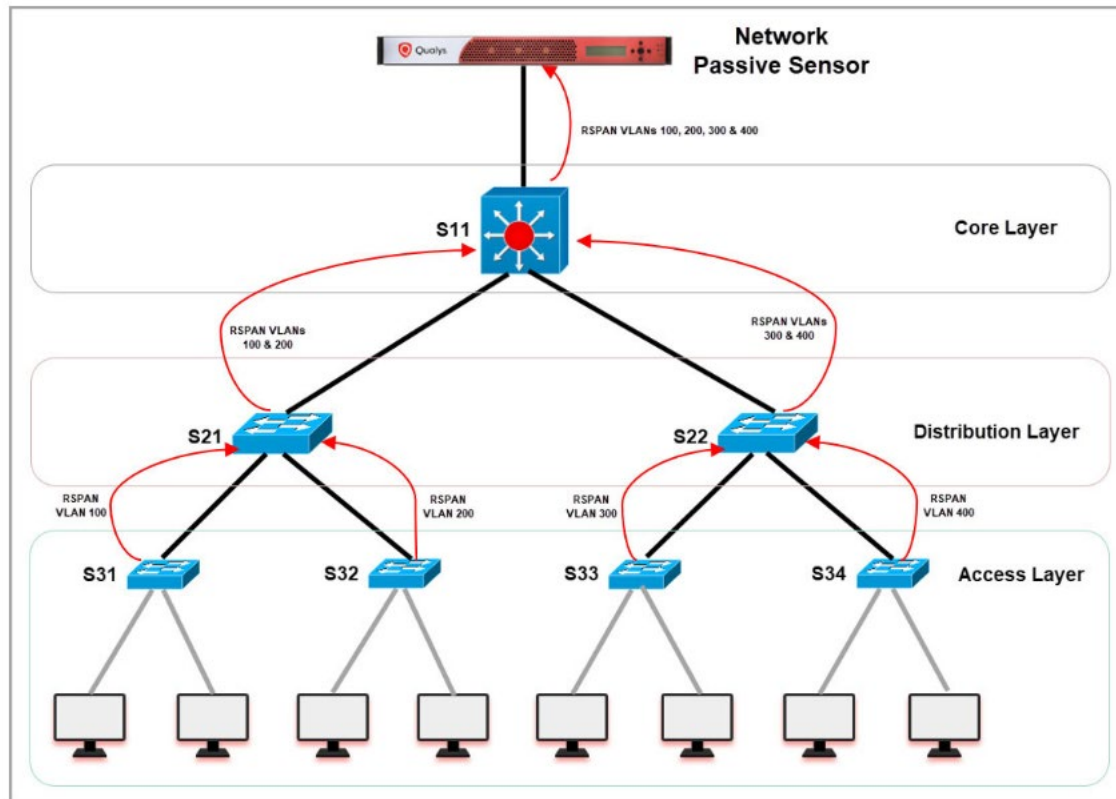 Network
Passive Sensor
Qualys
RSPAN VLANs 100, 200, 300 & 400
S11
Core Layer
RSPAN VLANs
100 & 200
RSPAN VLANs
300 & 400
S21
S22
Distribution Layer
RSPAN
VLAN 100
RSPAN
VLAN 200
RSPAN
VLAN 300
RSPAN
VLAN 400
S31
S32
S33
S34
Access Layer